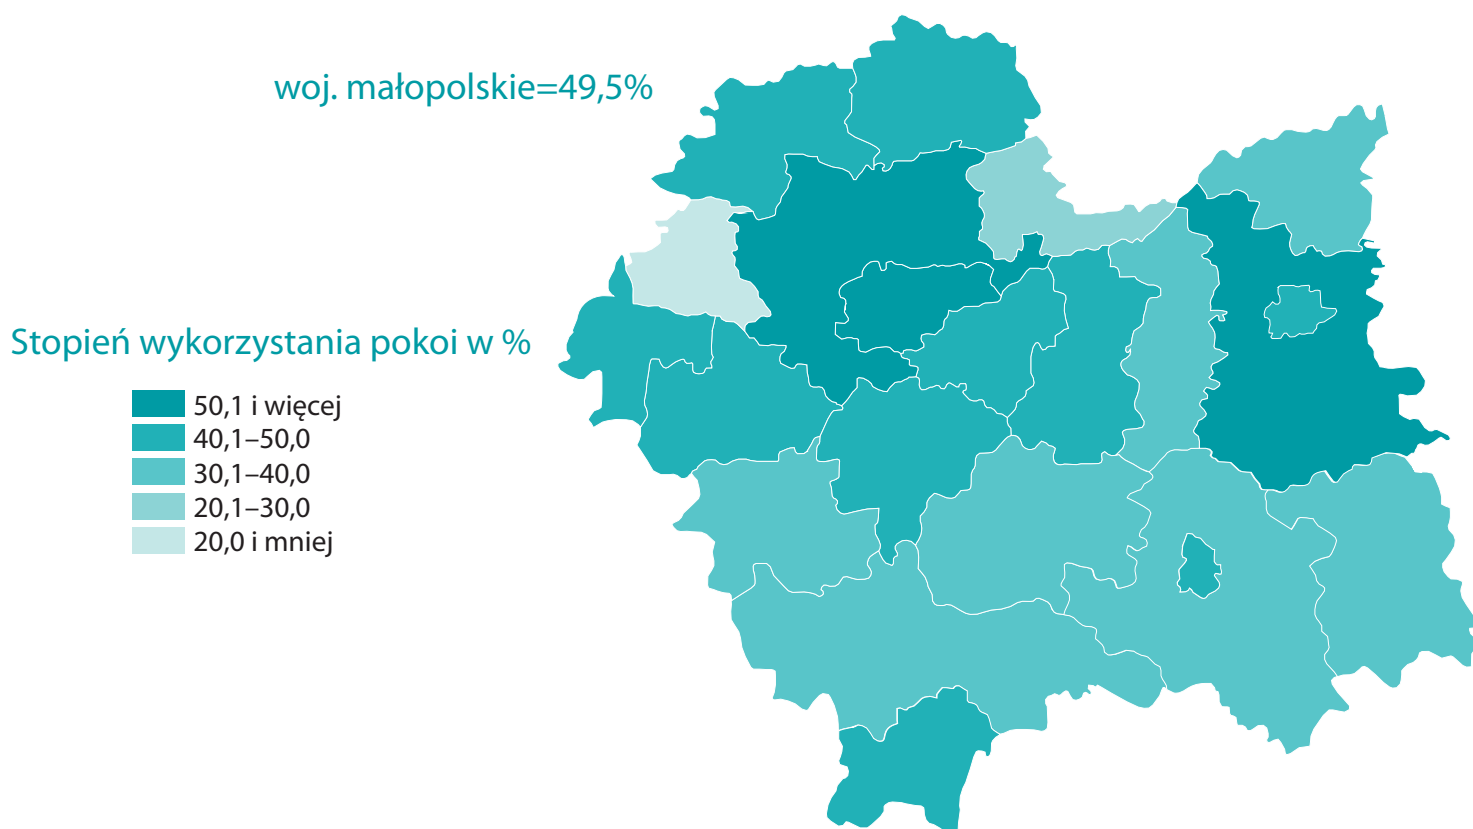 woj. małopolskie=49,5%
Stopień wykorzystania pokoi w %
50,1 i więcej
40,1–50,0
30,1–40,0
20,1–30,0
20,0 i mniej